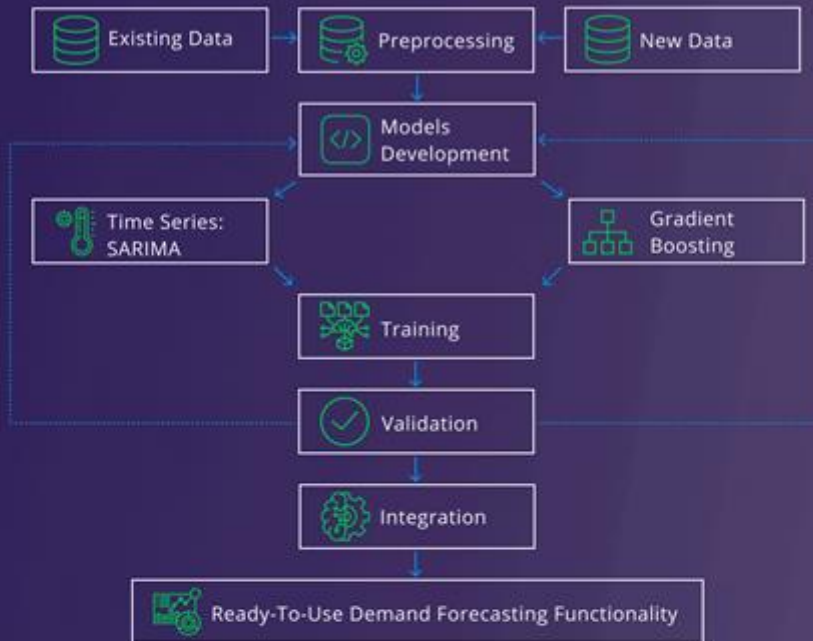 Existing Data
Preprocessing
New Data
Models
Development
Time Series:
SARIMA
Gradient
Boosting
Training
Validation
Integration
Ready-To-Use Demand Forecasting Functionality